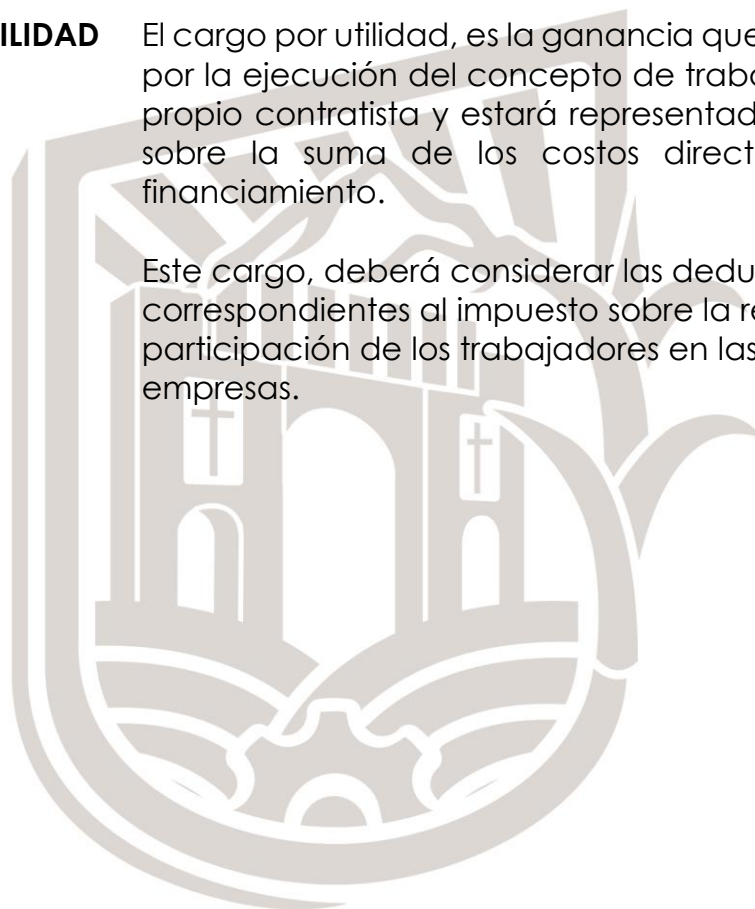 ILIDAD El cargo por utilidad, es la ganancia que
por la ejecución del concepto de trab
propio contratista y estará representad
sobre la suma de los costos direct
financiamiento.
Este cargo, deberá considerar las dedu
correspondientes al impuesto sobre la r
participación de los trabajadores en las
empresas.